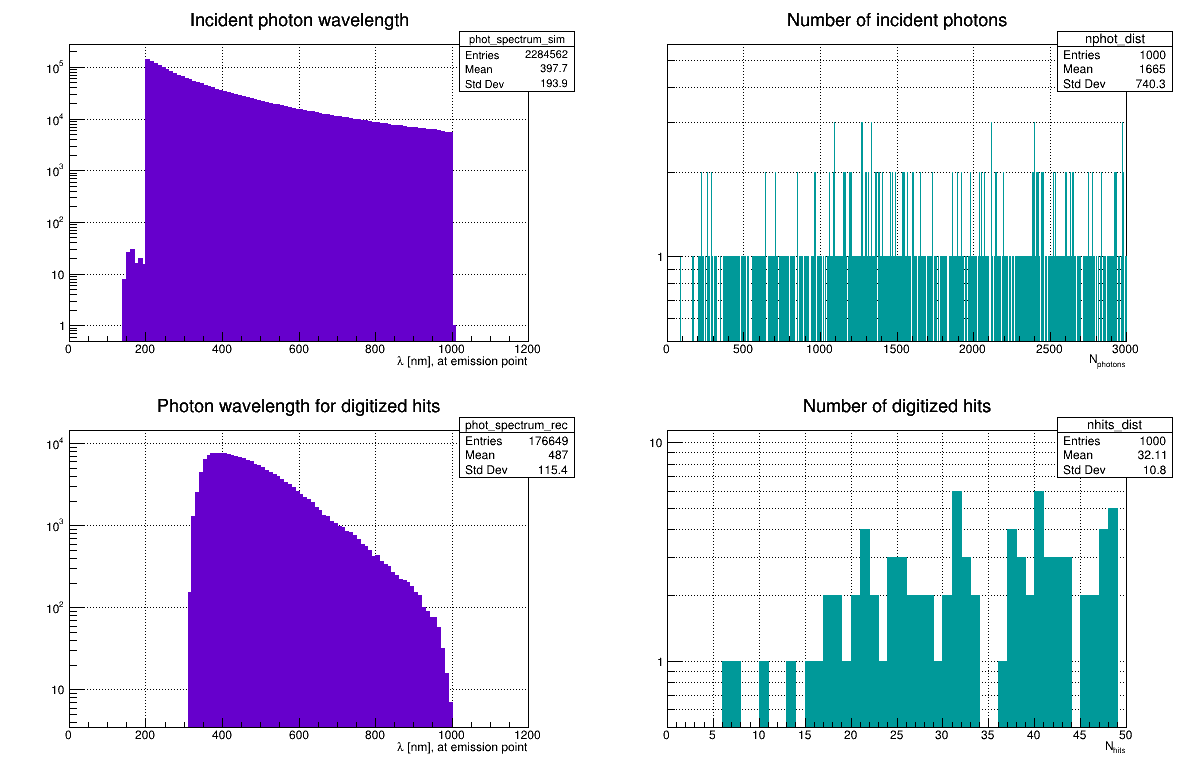 Incident photon wavelength
phot_spectrum_sim
Entries 2284562
Mean 397.7
Std Dev 193.9
10^5
10^4
10^3
10^2
10
1
0 200 400 600 800 1000 1200
λ [nm], at emission point
Number of incident photons
nphot_dist
Entries 1000
Mean 1665
Std Dev 740.3
1
0 500 1000 1500 2000 2500 3000
N_photons
Photon wavelength for digitized hits
phot_spectrum_rec
Entries 176649
Mean 487
Std Dev 115.4
10^4
10^3
10^2
10
0 200 400 600 800 1000 1200
λ [nm], at emission point
Number of digitized hits
nhits_dist
Entries 1000
Mean 32.11
Std Dev 10.8
10
1
0 5 10 15 20 25 30 35 40 45 50
N_hits